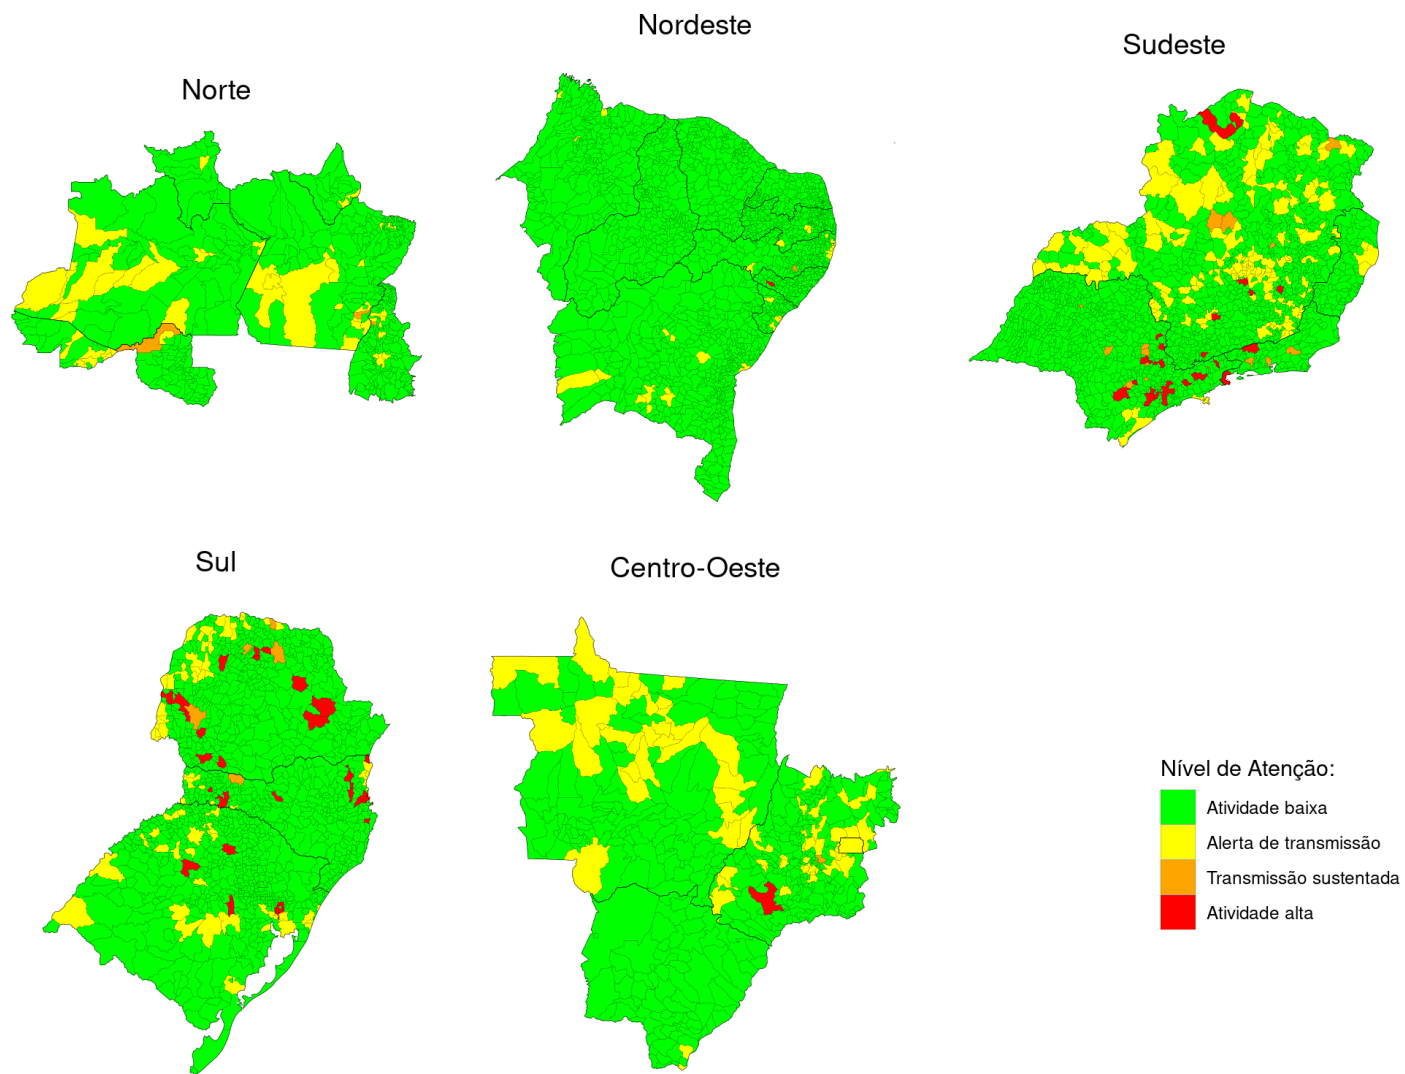 Nordeste
Sudeste
Norte
Sul
Centro-Oeste
Nível de Atenção:
Atividade baixa
Alerta de transmissão
Transmissão sustentada
Atividade alta